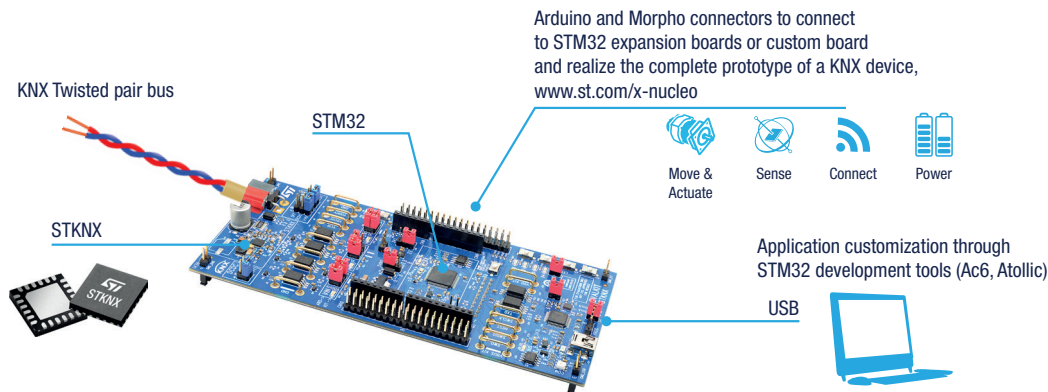 Arduino and Morpho connectors to connect
to STM32 expansion boards or custom board
and realize the complete prototype of a KNX device,
www.st.com/x-nucleo
KNX Twisted pair bus
STM32
Move &
Actuate
Sense
Connect
Power
STKNX
Application customization through
STM32 development tools (Ac6, Atollic)
USB
ST
STKNX